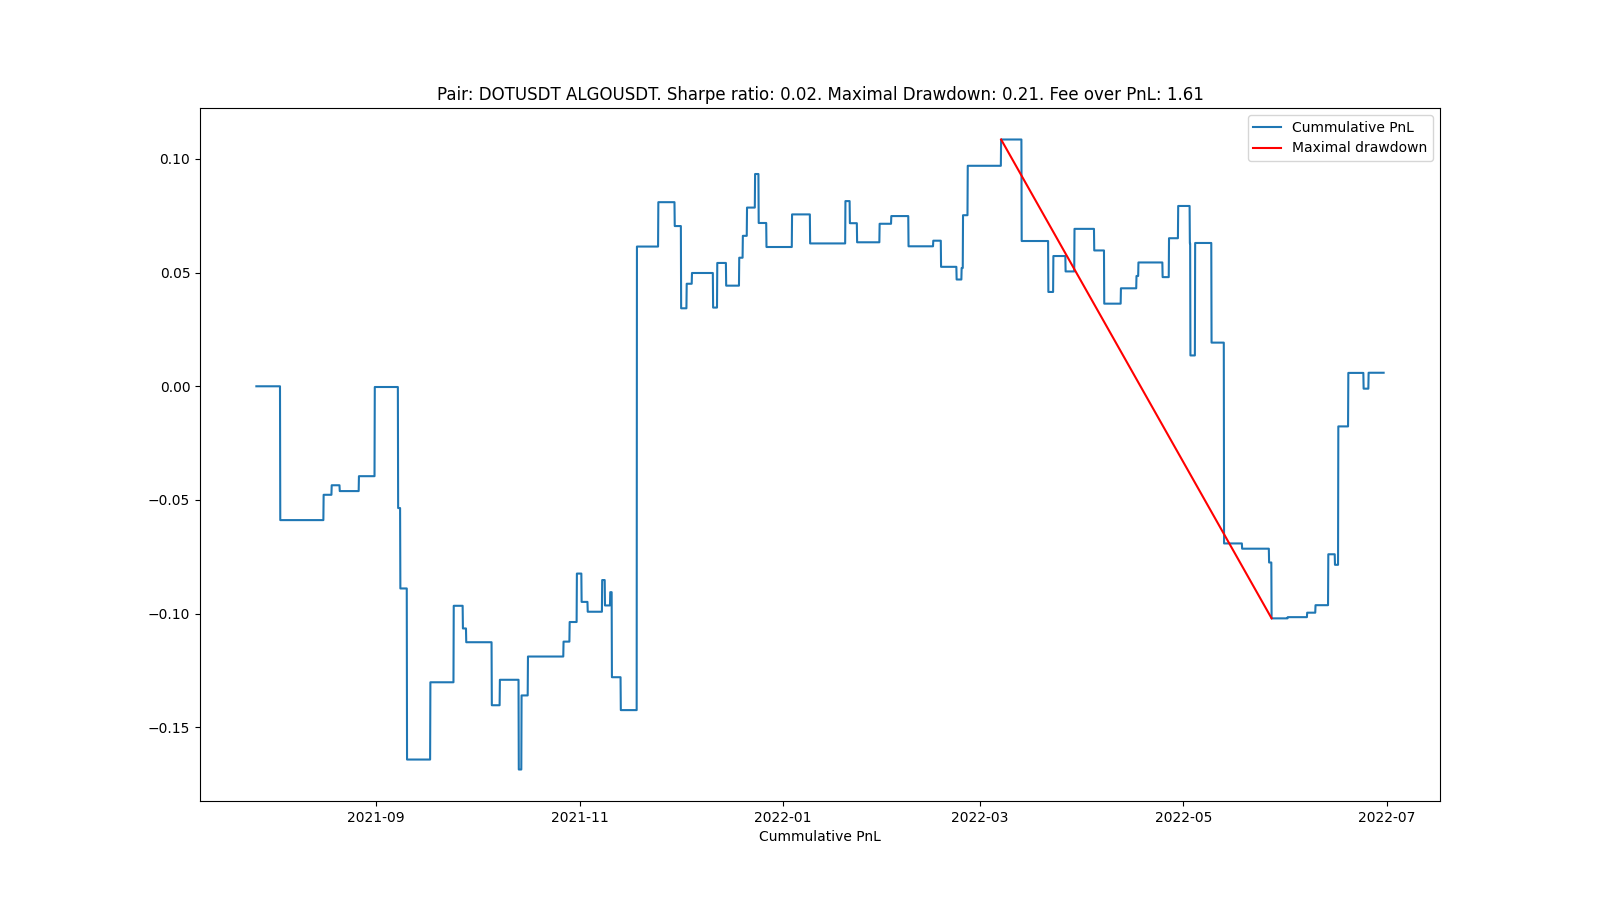 Pair: DOTUSDT ALGOUSDT. Sharpe ratio: 0.02. Maximal Drawdown: 0.21. Fee over PnL: 1.61
Cummulative PnL
Maximal drawdown
0.10
0.05
0.00
−0.05
−0.10
−0.15
2021-09 2021-11 2022-01 2022-03 2022-05 2022-07
Cummulative PnL